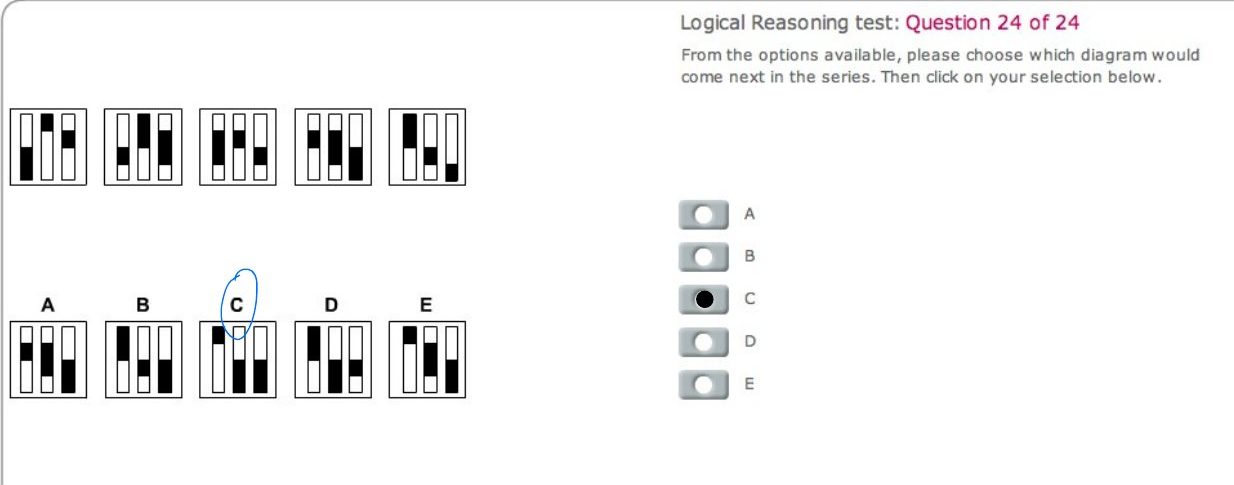 Logical Reasoning test: Question 24 of 24
From the options available, please choose which diagram would
come next in the series. Then click on your selection below.
A
B
C
D
E
A
B
C
D
E